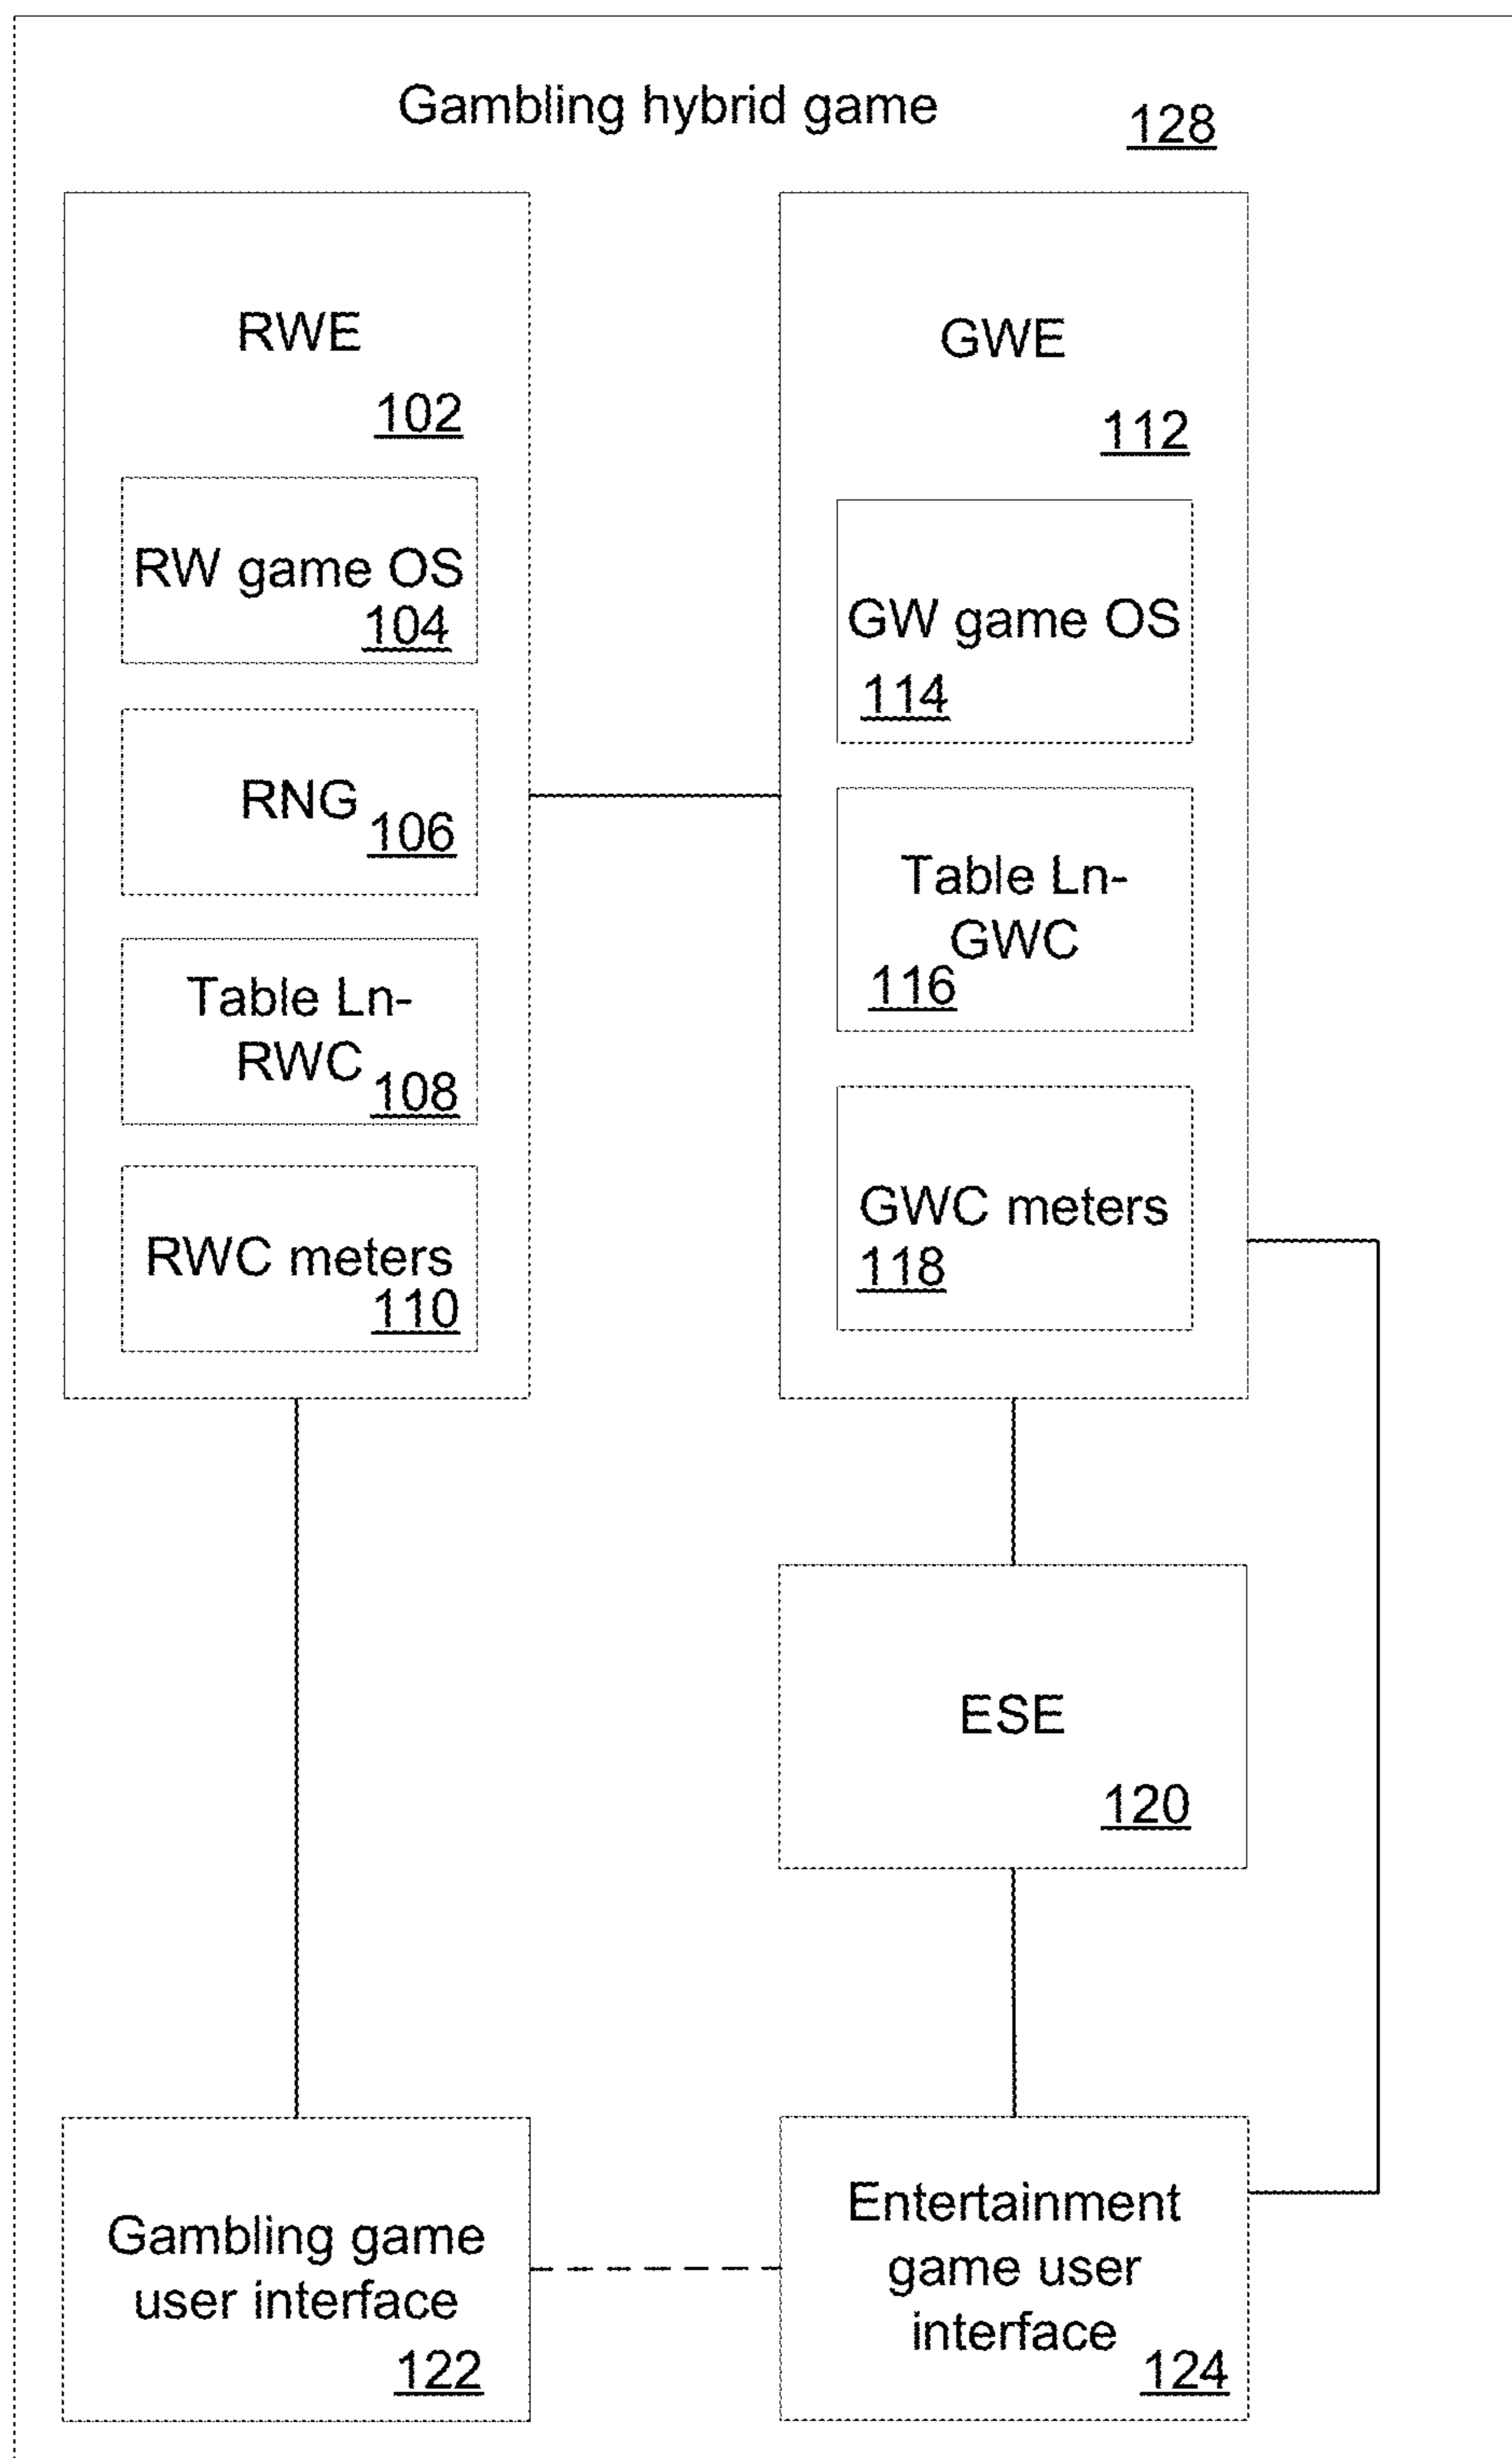 Gambling hybrid game
128
RWE
102
RW game OS
104
RNG
106
Table Ln-
RWC
108
RWC meters
110
GWE
112
GW game OS
114
Table Ln-
GWC
116
GWC meters
118
ESE
120
Gambling game
user interface
122
Entertainment
game user
interface
124